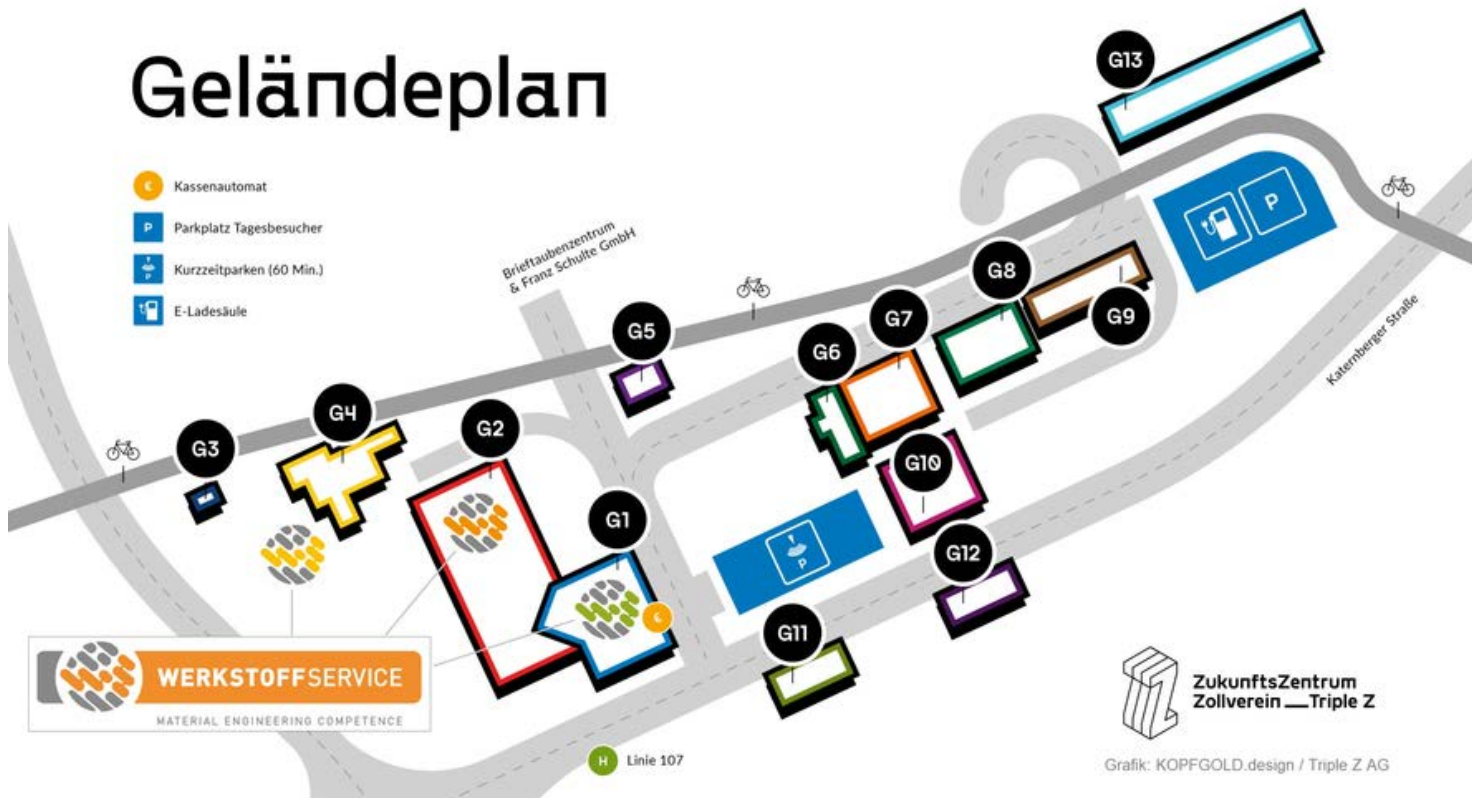 Geländeplan
€ Kassenautomat
P Parkplatz Tagesbesucher
P Kurzzeitparken (60 Min.)
E-Ladesäule
Brieftaubenzentrum
& Franz Schulte GmbH
G13
P
G8
G7
G9
G5
G6
Katernberger Straße
G4
G3
G2
G10
G1
P
G12
€
G11
WERKSTOFFSERVICE
MATERIAL ENGINEERING COMPETENCE
ZukunftsZentrum
Zollverein __Triple Z
H Linie 107
Grafik: KOPFGOLD.design / Triple Z AG